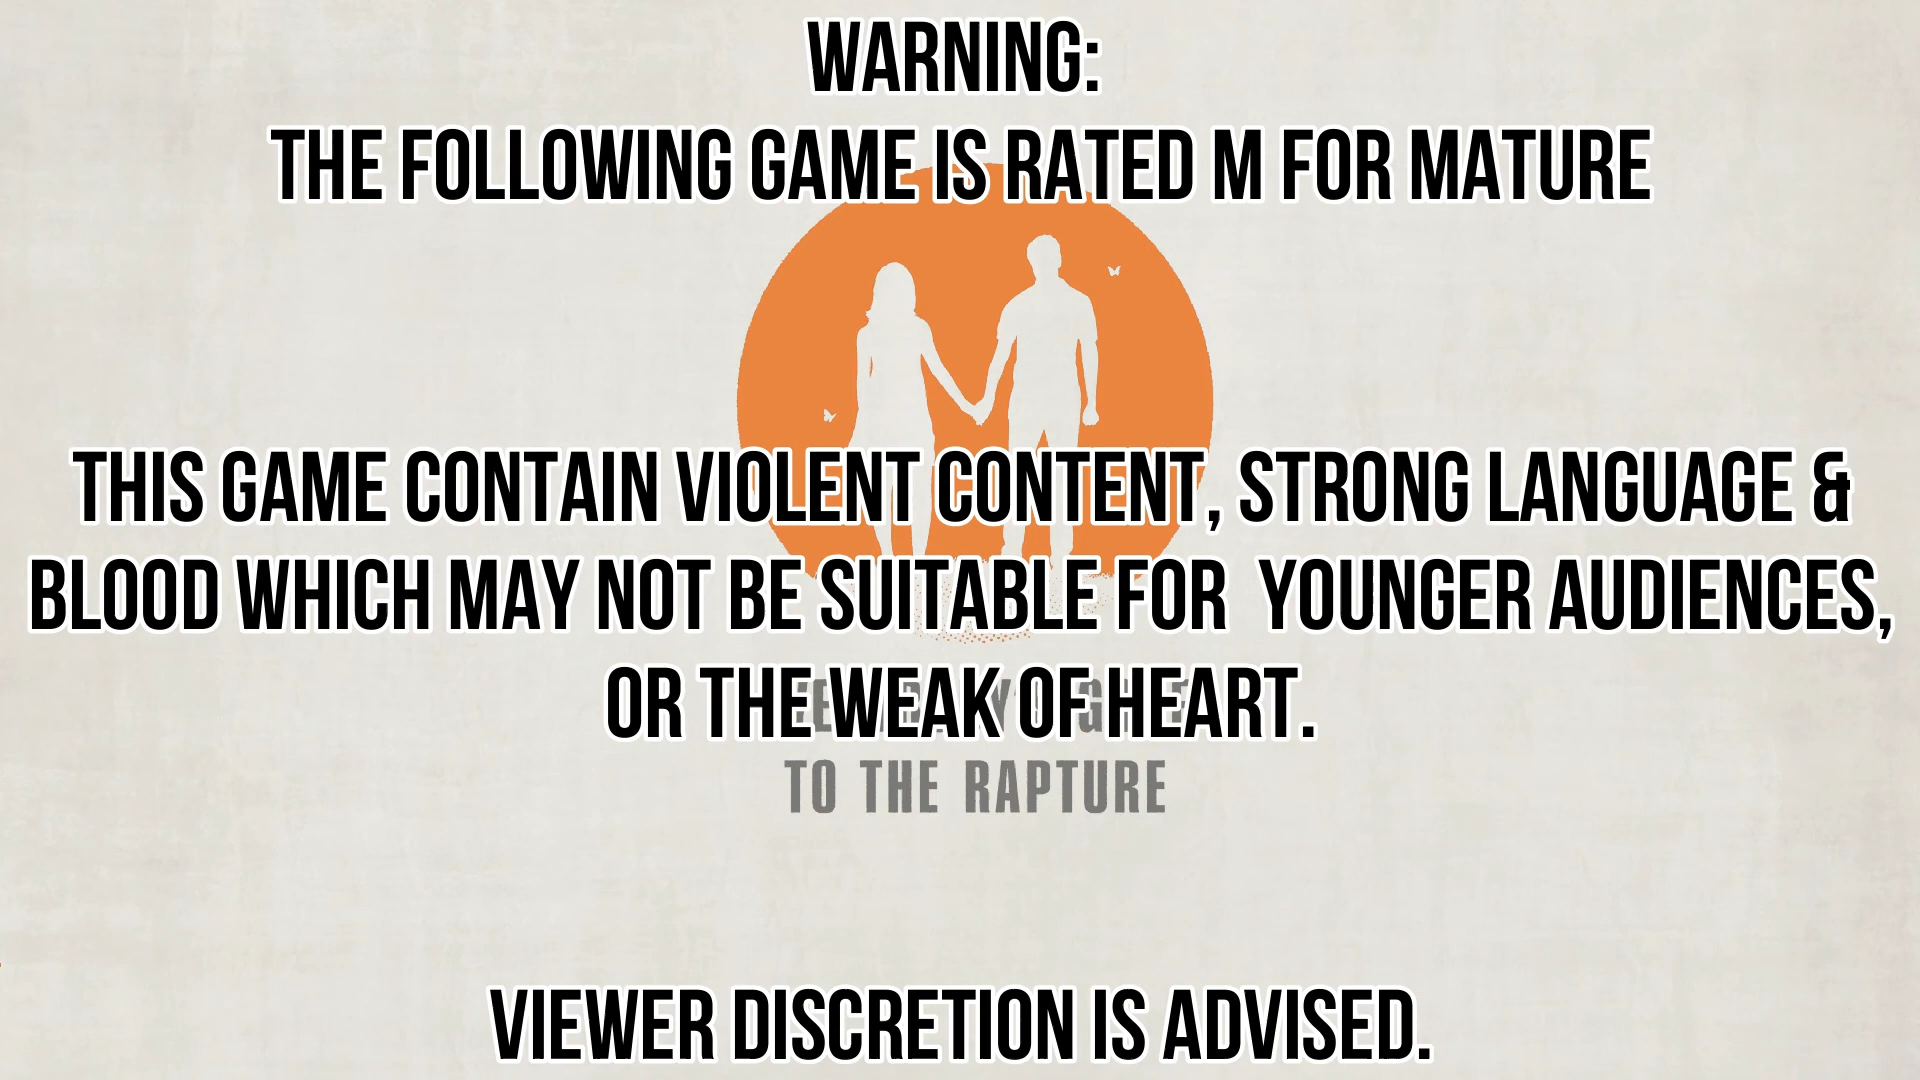 WARNING:
THE FOLLOWING GAME IS RATED M FOR MATURE
THIS GAME CONTAIN VIOLENT CONTENT, STRONG LANGUAGE &
BLOOD WHICH MAY NOT BE SUITABLE FOR YOUNGER AUDIENCES,
OR THE WEAK OF HEART.
TO THE RAPTURE
VIEWER DISCRETION IS ADVISED.